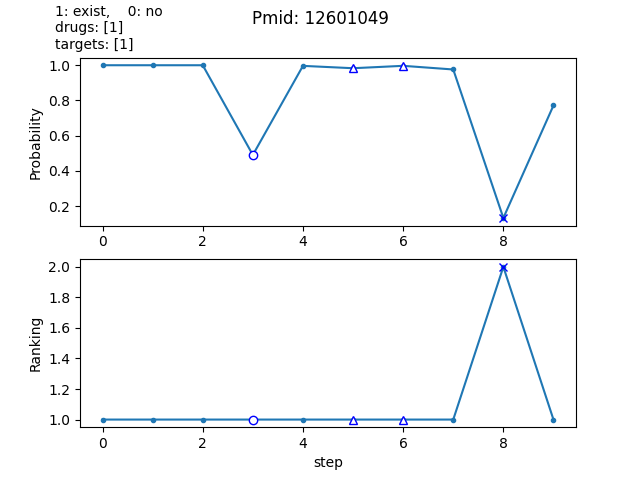 1: exist,    0: no
drugs: [1]
targets: [1]
Pmid: 12601049
Probability
1.0
0.8
0.6
0.4
0.2
0 2 4 6 8
Ranking
2.0
1.8
1.6
1.4
1.2
1.0
0 2 4 6 8
step